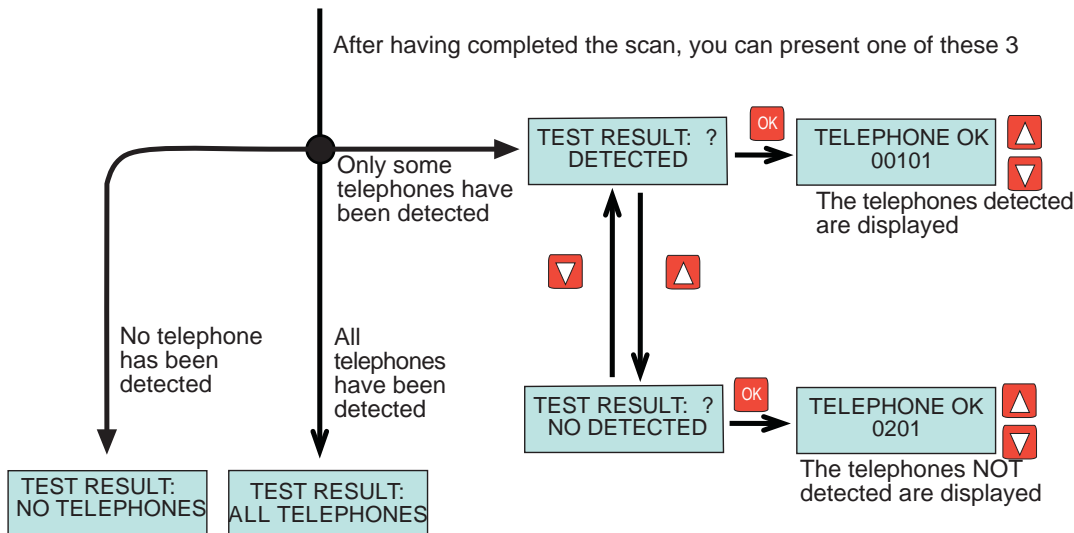 After having completed the scan, you can present one of these 3
OK
TEST RESULT: ?
DETECTED
TELEPHONE OK
00101
Only some
telephones have
been detected
The telephones detected
are displayed
No telephone
has been
detected
All
telephones
have been
detected
OK
TEST RESULT: ?
NO DETECTED
TELEPHONE OK
0201
The telephones NOT
detected are displayed
TEST RESULT:
NO TELEPHONES
TEST RESULT:
ALL TELEPHONES